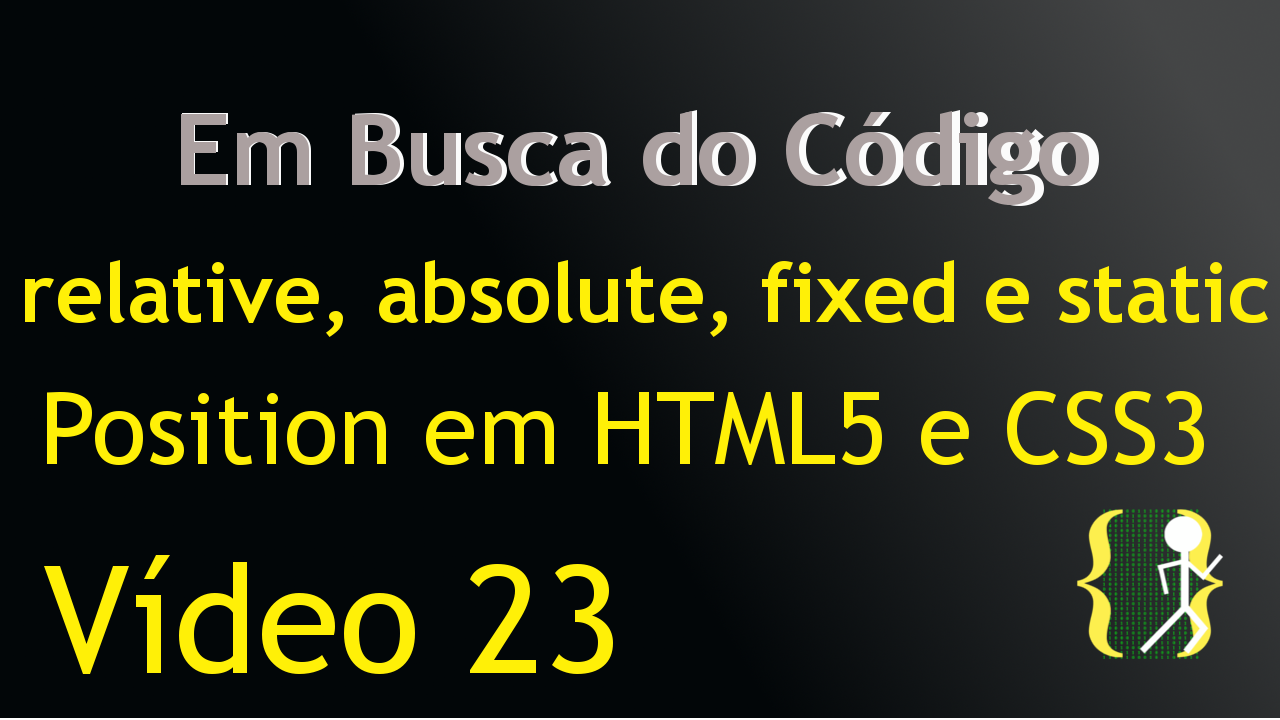 Em Busca do Código
relative, absolute, fixed e static
Position em HTML5 e CSS3
Vídeo 23